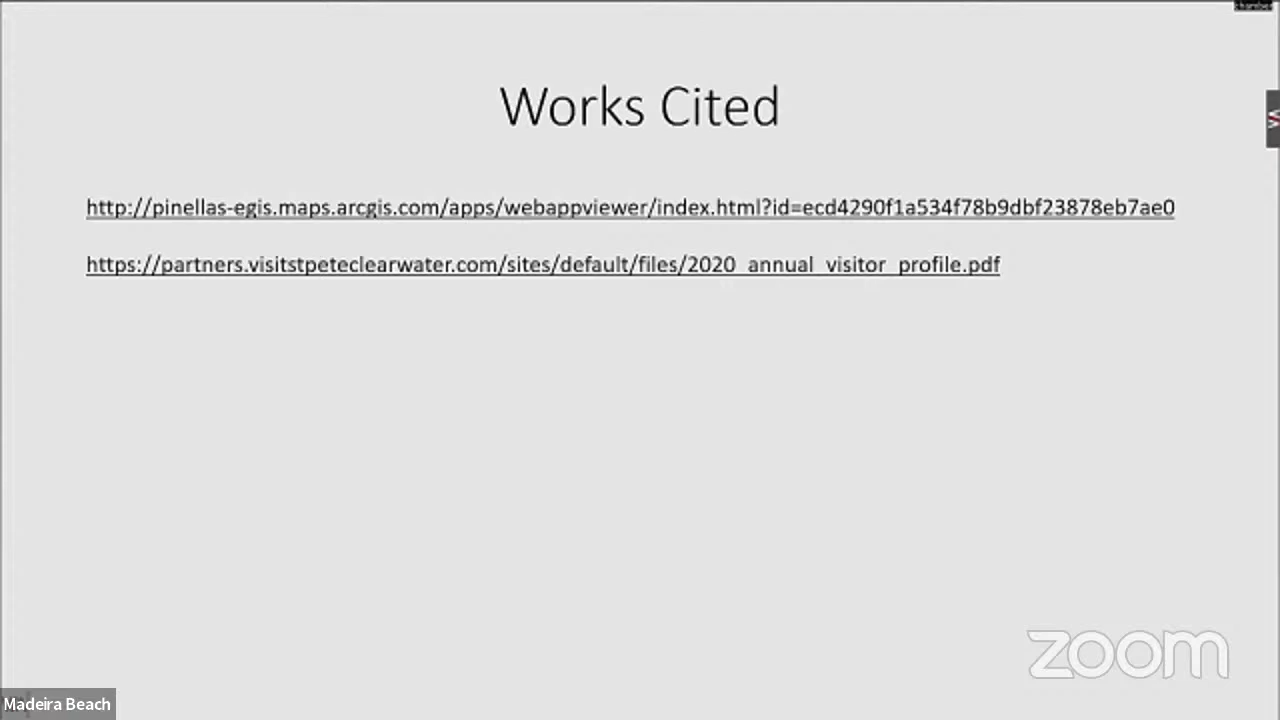 chamber
Works Cited
http://pinellas-egis.maps.arcgis.com/apps/webappviewer/index.html?id=ecd4290f1a534f78b9dbf23878eb7ae0
https://partners.visitstpeteclearwater.com/sites/default/files/2020_annual_visitor_profile.pdf
zoom
Madeira Beach